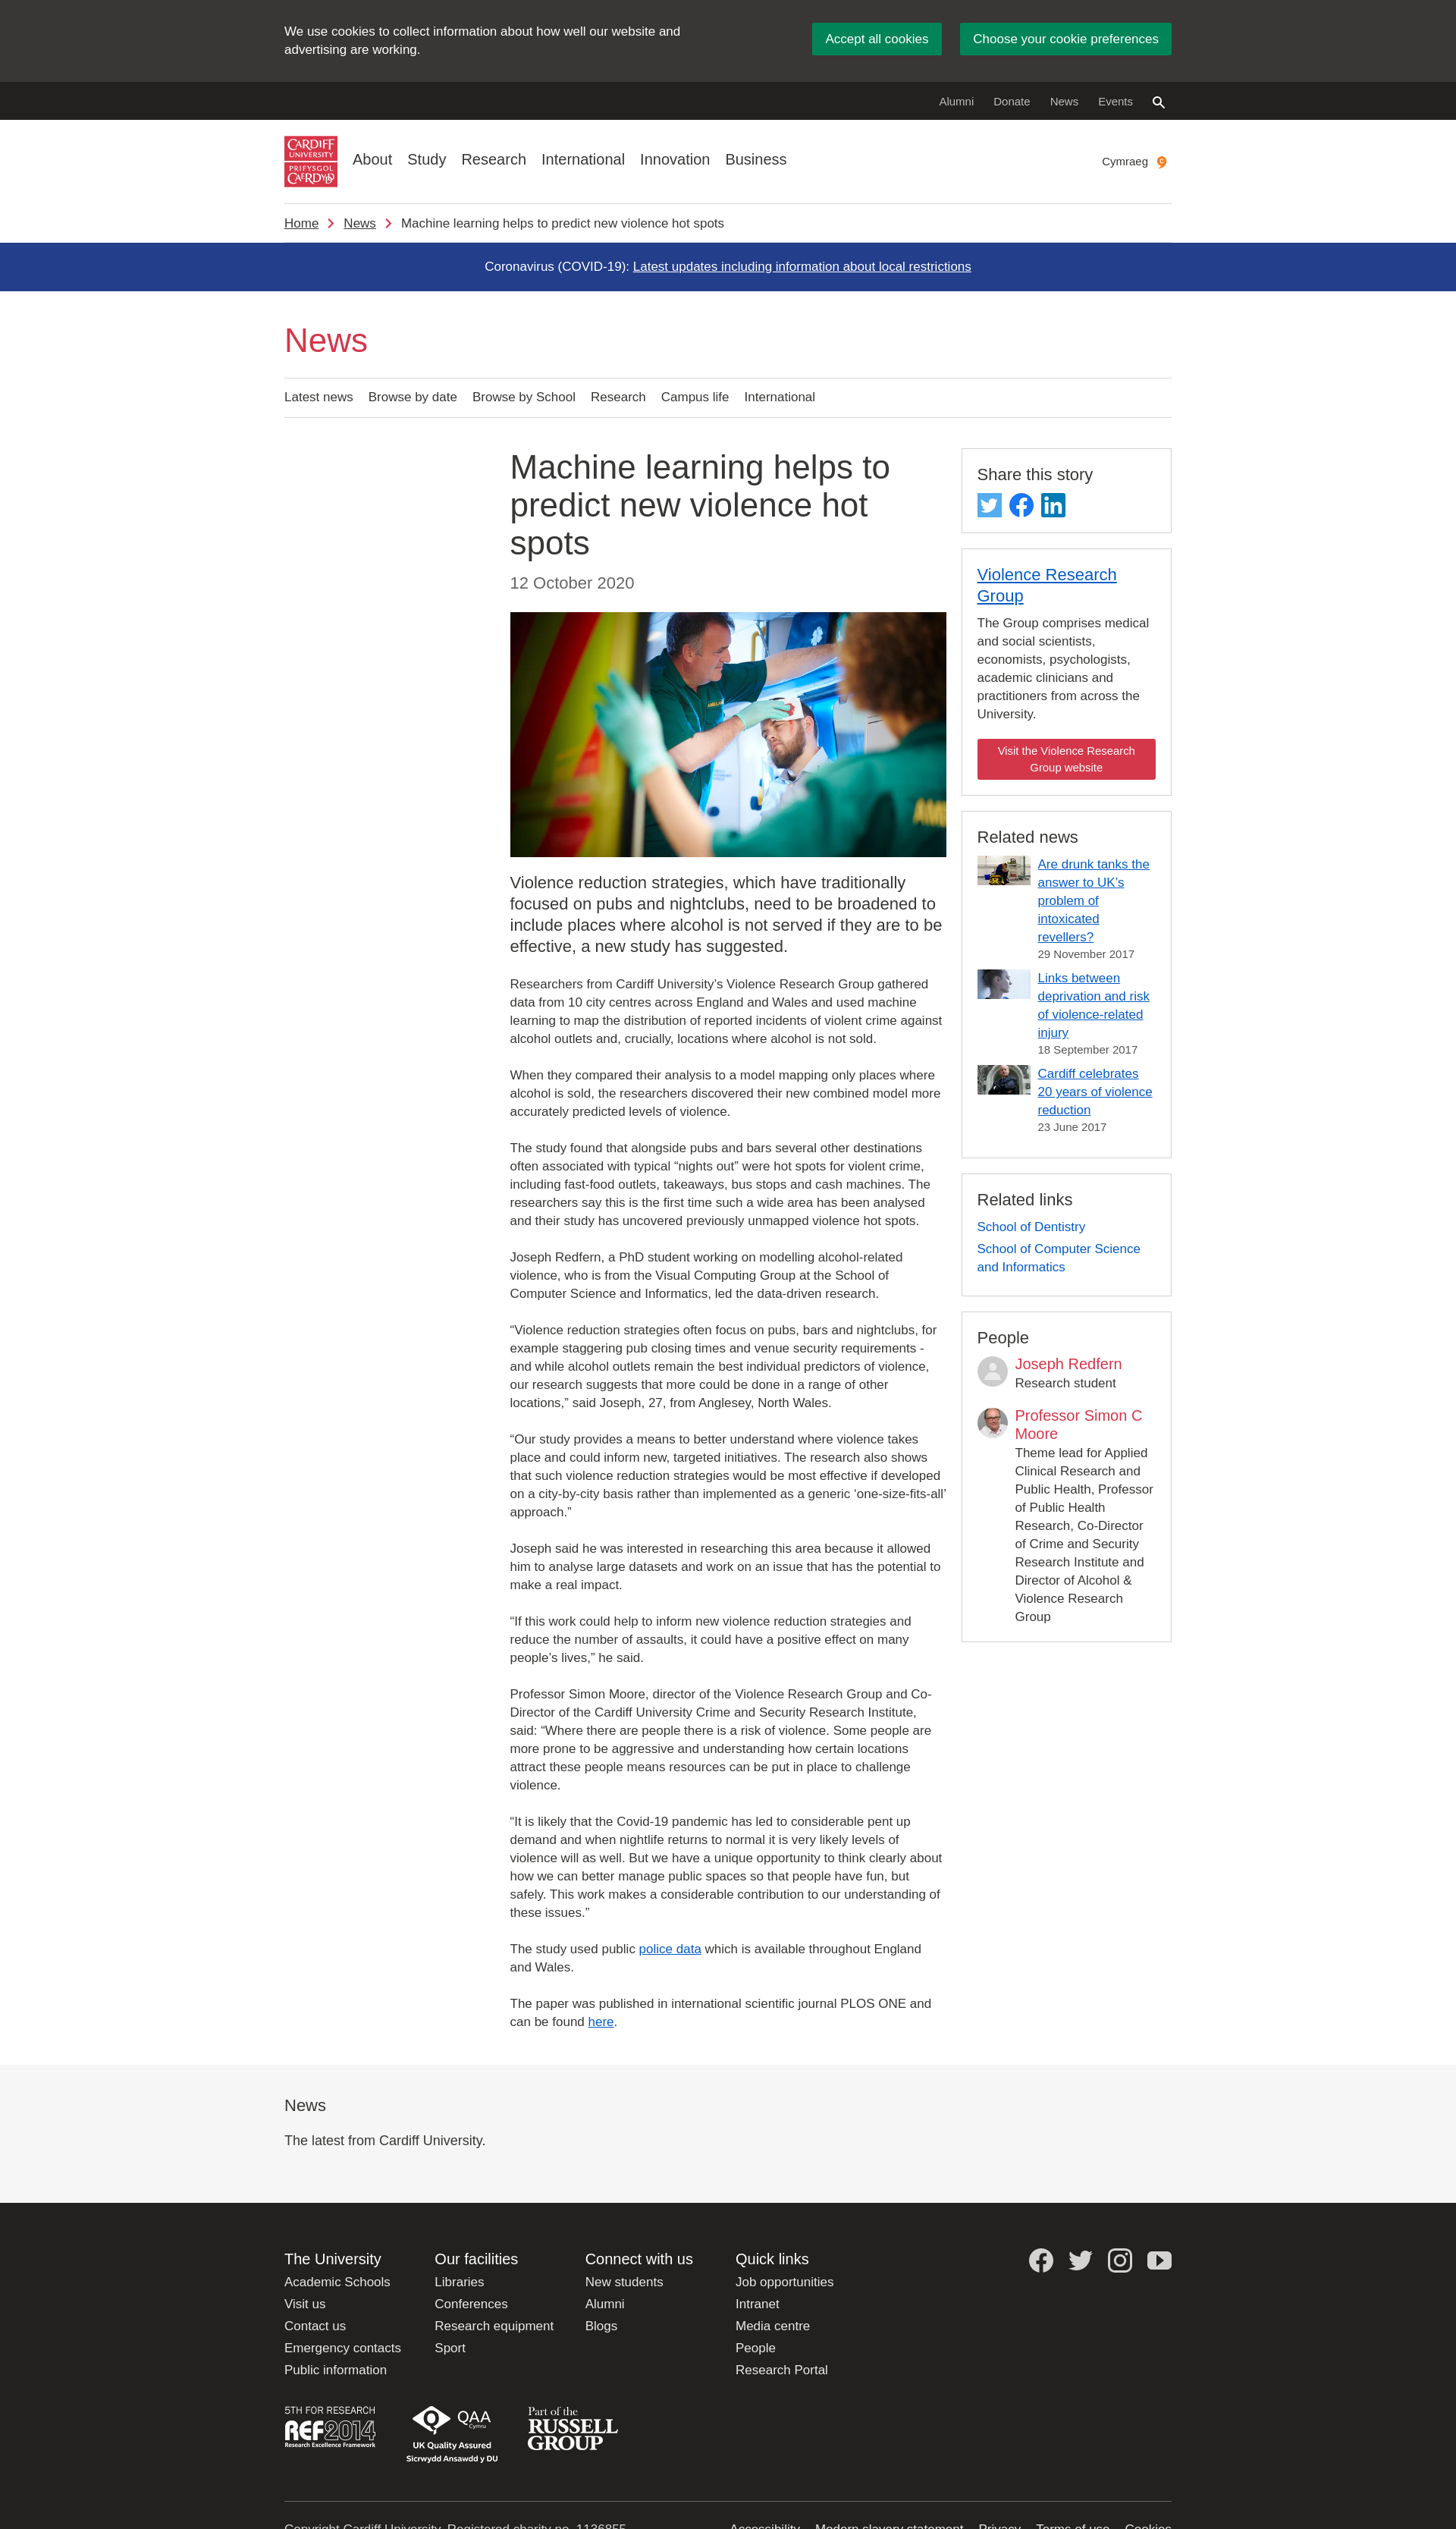 We use cookies to collect information about how well our website and
advertising are working.
Accept all cookies
Choose your cookie preferences
Alumni
Donate
News
Events
CARDIFF
UNIVERSITY
PRIFYSGOL
CAERDYDD
About
Study
Research
International
Innovation
Business
Cymraeg
Home
News
Machine learning helps to predict new violence hot spots
Coronavirus (COVID-19): Latest updates including information about local restrictions
News
Latest news
Browse by date
Browse by School
Research
Campus life
International
Machine learning helps to
predict new violence hot
spots
12 October 2020
Violence reduction strategies, which have traditionally
focused on pubs and nightclubs, need to be broadened to
include places where alcohol is not served if they are to be
effective, a new study has suggested.
Researchers from Cardiff University’s Violence Research Group gathered
data from 10 city centres across England and Wales and used machine
learning to map the distribution of reported incidents of violent crime against
alcohol outlets and, crucially, locations where alcohol is not sold.
When they compared their analysis to a model mapping only places where
alcohol is sold, the researchers discovered their new combined model more
accurately predicted levels of violence.
The study found that alongside pubs and bars several other destinations
often associated with typical “nights out” were hot spots for violent crime,
including fast-food outlets, takeaways, bus stops and cash machines. The
researchers say this is the first time such a wide area has been analysed
and their study has uncovered previously unmapped violence hot spots.
Joseph Redfern, a PhD student working on modelling alcohol-related
violence, who is from the Visual Computing Group at the School of
Computer Science and Informatics, led the data-driven research.
“Violence reduction strategies often focus on pubs, bars and nightclubs, for
example staggering pub closing times and venue security requirements -
and while alcohol outlets remain the best individual predictors of violence,
our research suggests that more could be done in a range of other
locations,” said Joseph, 27, from Anglesey, North Wales.
“Our study provides a means to better understand where violence takes
place and could inform new, targeted initiatives. The research also shows
that such violence reduction strategies would be most effective if developed
on a city-by-city basis rather than implemented as a generic ‘one-size-fits-all’
approach.”
Joseph said he was interested in researching this area because it allowed
him to analyse large datasets and work on an issue that has the potential to
make a real impact.
“If this work could help to inform new violence reduction strategies and
reduce the number of assaults, it could have a positive effect on many
people’s lives,” he said.
Professor Simon Moore, director of the Violence Research Group and Co-
Director of the Cardiff University Crime and Security Research Institute,
said: “Where there are people there is a risk of violence. Some people are
more prone to be aggressive and understanding how certain locations
attract these people means resources can be put in place to challenge
violence.
“It is likely that the Covid-19 pandemic has led to considerable pent up
demand and when nightlife returns to normal it is very likely levels of
violence will as well. But we have a unique opportunity to think clearly about
how we can better manage public spaces so that people have fun, but
safely. This work makes a considerable contribution to our understanding of
these issues.”
The study used public police data which is available throughout England
and Wales.
The paper was published in international scientific journal PLOS ONE and
can be found here.
Share this story
Violence Research
Group
The Group comprises medical
and social scientists,
economists, psychologists,
academic clinicians and
practitioners from across the
University.
Visit the Violence Research
Group website
Related news
Are drunk tanks the
answer to UK’s
problem of
intoxicated
revellers?
29 November 2017
Links between
deprivation and risk
of violence-related
injury
18 September 2017
Cardiff celebrates
20 years of violence
reduction
23 June 2017
Related links
School of Dentistry
School of Computer Science
and Informatics
People
Joseph Redfern
Research student
Professor Simon C
Moore
Theme lead for Applied
Clinical Research and
Public Health, Professor
of Public Health
Research, Co-Director
of Crime and Security
Research Institute and
Director of Alcohol &
Violence Research
Group
News
The latest from Cardiff University.
The University
Academic Schools
Visit us
Contact us
Emergency contacts
Public information
Our facilities
Libraries
Conferences
Research equipment
Sport
Connect with us
New students
Alumni
Blogs
Quick links
Job opportunities
Intranet
Media centre
People
Research Portal
5TH FOR RESEARCH
REF2014
Research Excellence Framework
QAA
Cymru
UK Quality Assured
Sicrwydd Ansawdd y DU
Part of the
RUSSELL
GROUP
Copyright Cardiff University. Registered charity no. 1136855
Accessibility
Modern slavery statement
Privacy
Terms of use
Cookies